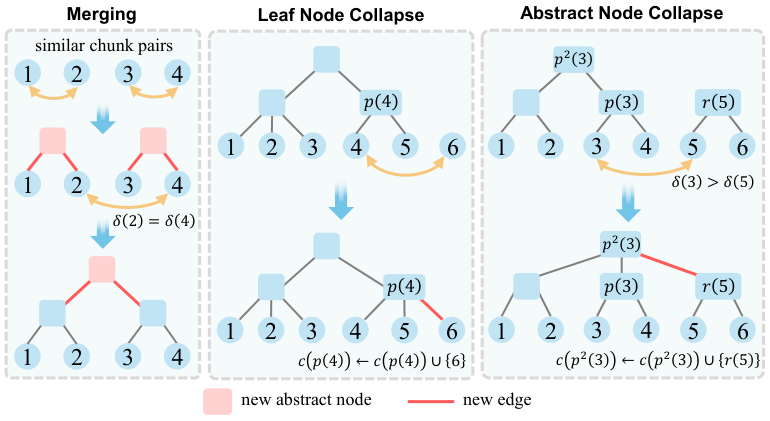 Merging
similar chunk pairs
1 2 3 4
1 2 3 4
δ(2) = δ(4)
1 2 3 4
Leaf Node Collapse
p(4)
1 2 3 4 5 6
p(4)
1 2 3 4 5 6
c(p(4)) ← c(p(4)) ∪ {6}
Abstract Node Collapse
p²(3)
p(3) r(5)
1 2 3 4 5 6
δ(3) > δ(5)
p²(3)
p(3) r(5)
1 2 3 4 5 6
c(p²(3)) ← c(p²(3)) ∪ {r(5)}
new abstract node
new edge